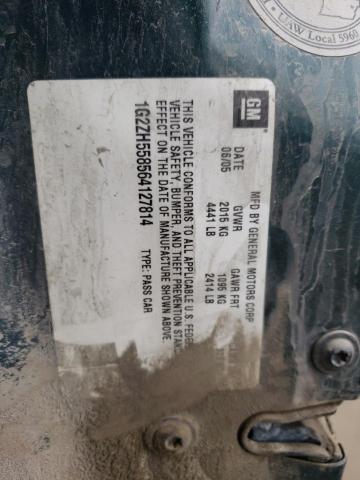 UAW Local 5960
GM
MFD BY GENERAL MOTORS CORP
DATE GVWR GAWR FRT
06/05 2015 KG 1096 KG
4441 LB 2414 LB
THIS VEHICLE CONFORMS TO ALL APPLICABLE U.S. FEDE
VEHICLE SAFETY, BUMPER, AND THEFT PREVENTION STAN
EFFECT ON THE DATE OF MANUFACTURE SHOWN ABOVE.
1G2ZH558564127814 TYPE: PASS CAR